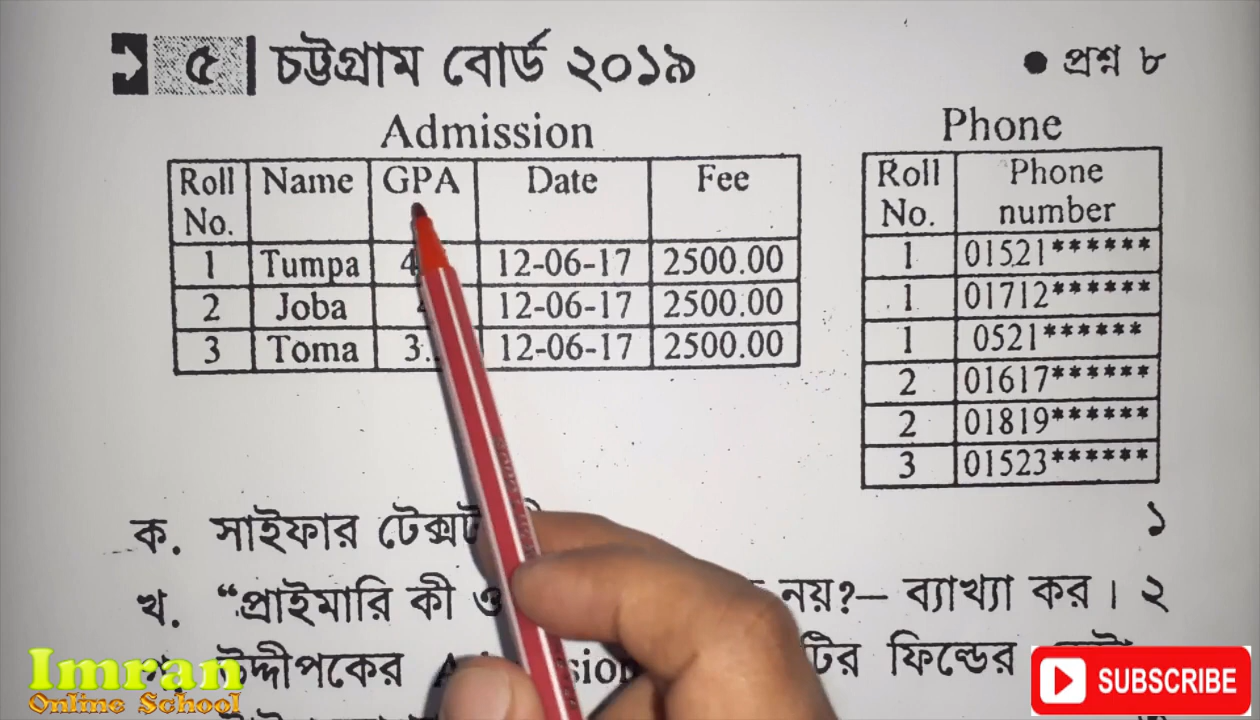 ৫ চট্টগ্রাম বোর্ড ২০১৯ ● প্রশ্ন ৮
Admission
Roll No. Name GPA Date Fee
1 Tumpa 12-06-17 2500.00
2 Joba 12-06-17 2500.00
3 Toma 12-06-17 2500.00
Phone
Roll No. Phone number
1 01521******
1 01712******
1 0521******
2 01617******
2 01819******
3 01523******
ক. সাইফার টেক্সট ১
খ. “প্রাইমারি কী ও নয়?– ব্যাখ্যা কর। ২
উদ্দীপকের টির ফিল্ডের
Imran
Online School
SUBSCRIBE